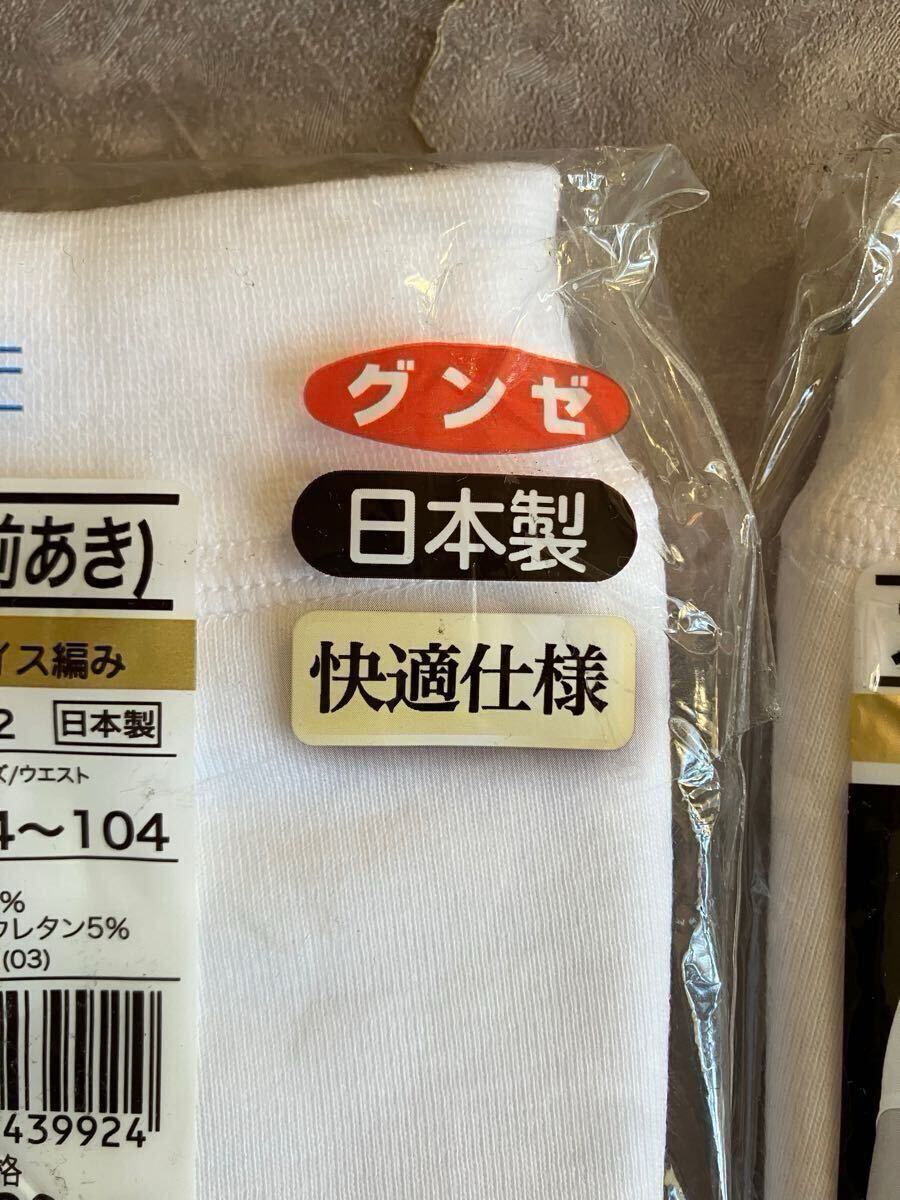 グンゼ
日本製
快適仕様
前あき)
イス編み
2 日本製
ズ/ウエスト
4〜104
%
ウレタン5%
(03)
439924
格